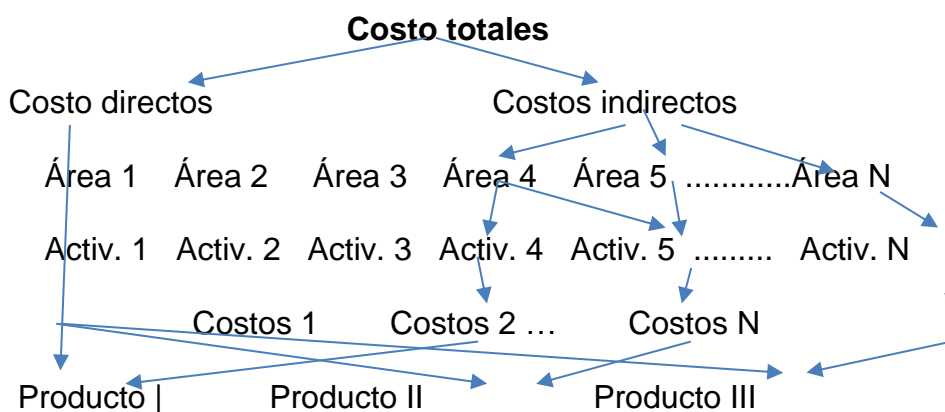 Costo totales
Costo directos Costos indirectos
Área 1 Área 2 Área 3 Área 4 Área 5 ............Área N
Activ. 1 Activ. 2 Activ. 3 Activ. 4 Activ. 5 ......... Activ. N
Costos 1 Costos 2 … Costos N
Producto | Producto II Producto III